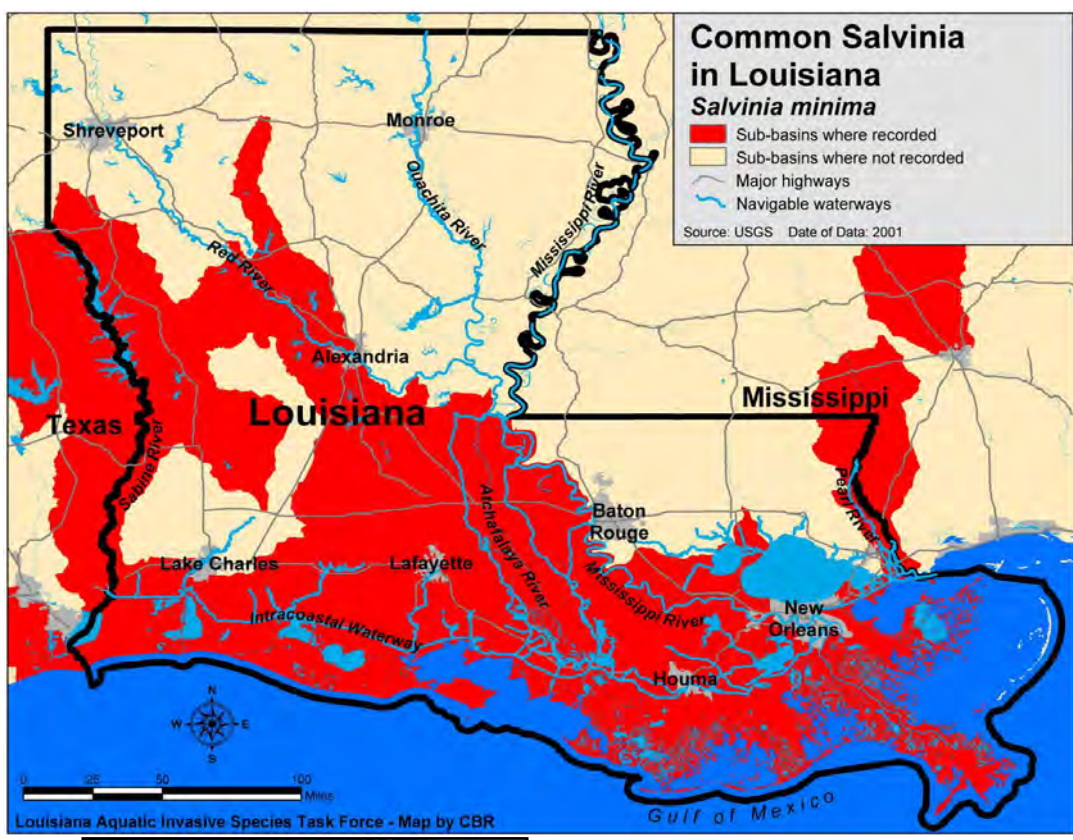 Common Salvinia
in Louisiana
Salvinia minima
Sub-basins where recorded
Sub-basins where not recorded
Major highways
Navigable waterways
Source: USGS Date of Data: 2001
Shreveport
Monroe
Ouachita River
Mississippi River
Red River
Alexandria
Texas
Louisiana
Mississippi
Sabine River
Atchafalaya River
Pearl River
Baton
Rouge
Lake Charles
Lafayette
Mississippi River
Intracoastal Waterway
New
Orleans
Houma
N
W E
S
0 25 50 100
Miles
Gulf of Mexico
Louisiana Aquatic Invasive Species Task Force - Map by CBR